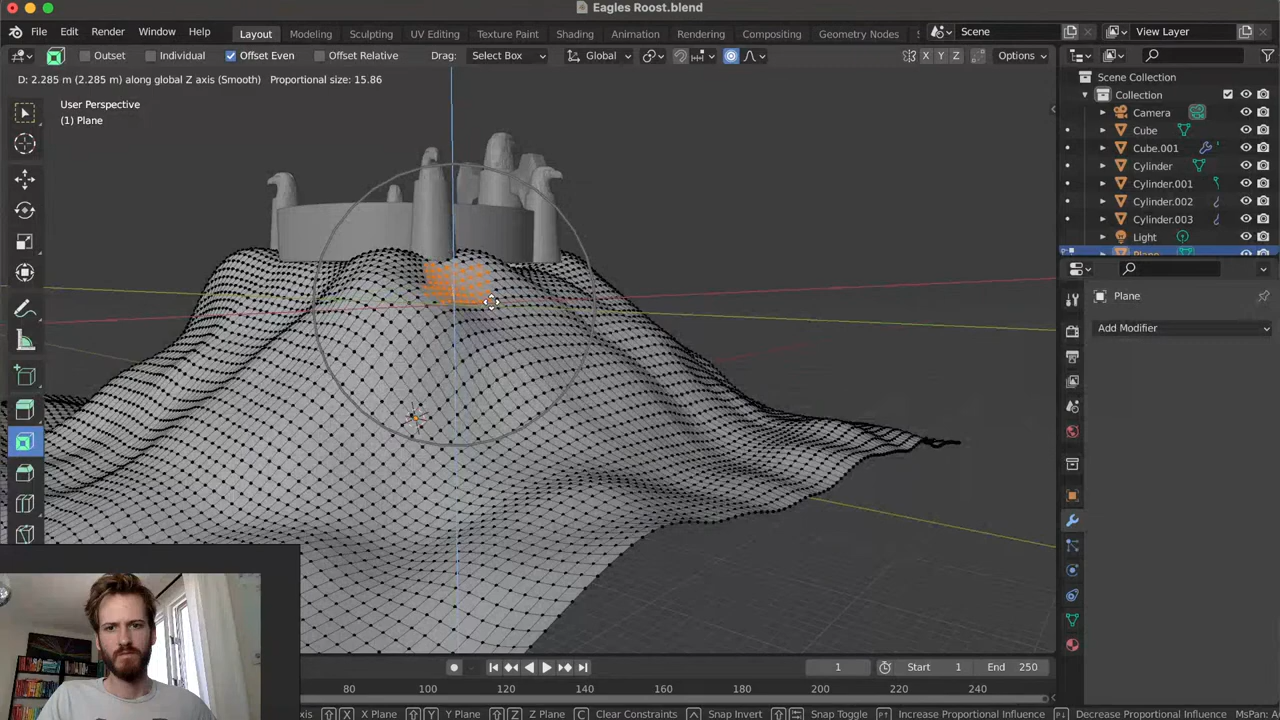 Eagles Roost.blend
File Edit Render Window Help Layout Modeling Sculpting UV Editing Texture Paint Shading Animation Rendering Compositing Geometry Nodes Scene View Layer
Outset Individual Offset Even Offset Relative Drag: Select Box Global X Y Z Options
D: 2.285 m (2.285 m) along global Z axis (Smooth) Proportional size: 15.86
User Perspective
(1) Plane
Scene Collection
Collection
Camera
Cube
Cube.001
Cylinder
Cylinder.001
Cylinder.002
Cylinder.003
Light
Plane
Plane
Add Modifier
1 Start 1 End 250
80 100 120 140 160 180 200 220 240
X X Plane Y Y Plane Z Z Plane C Clear Constraints Snap Invert Snap Toggle Increase Proportional Influence Decrease Proportional Influence MsPan: